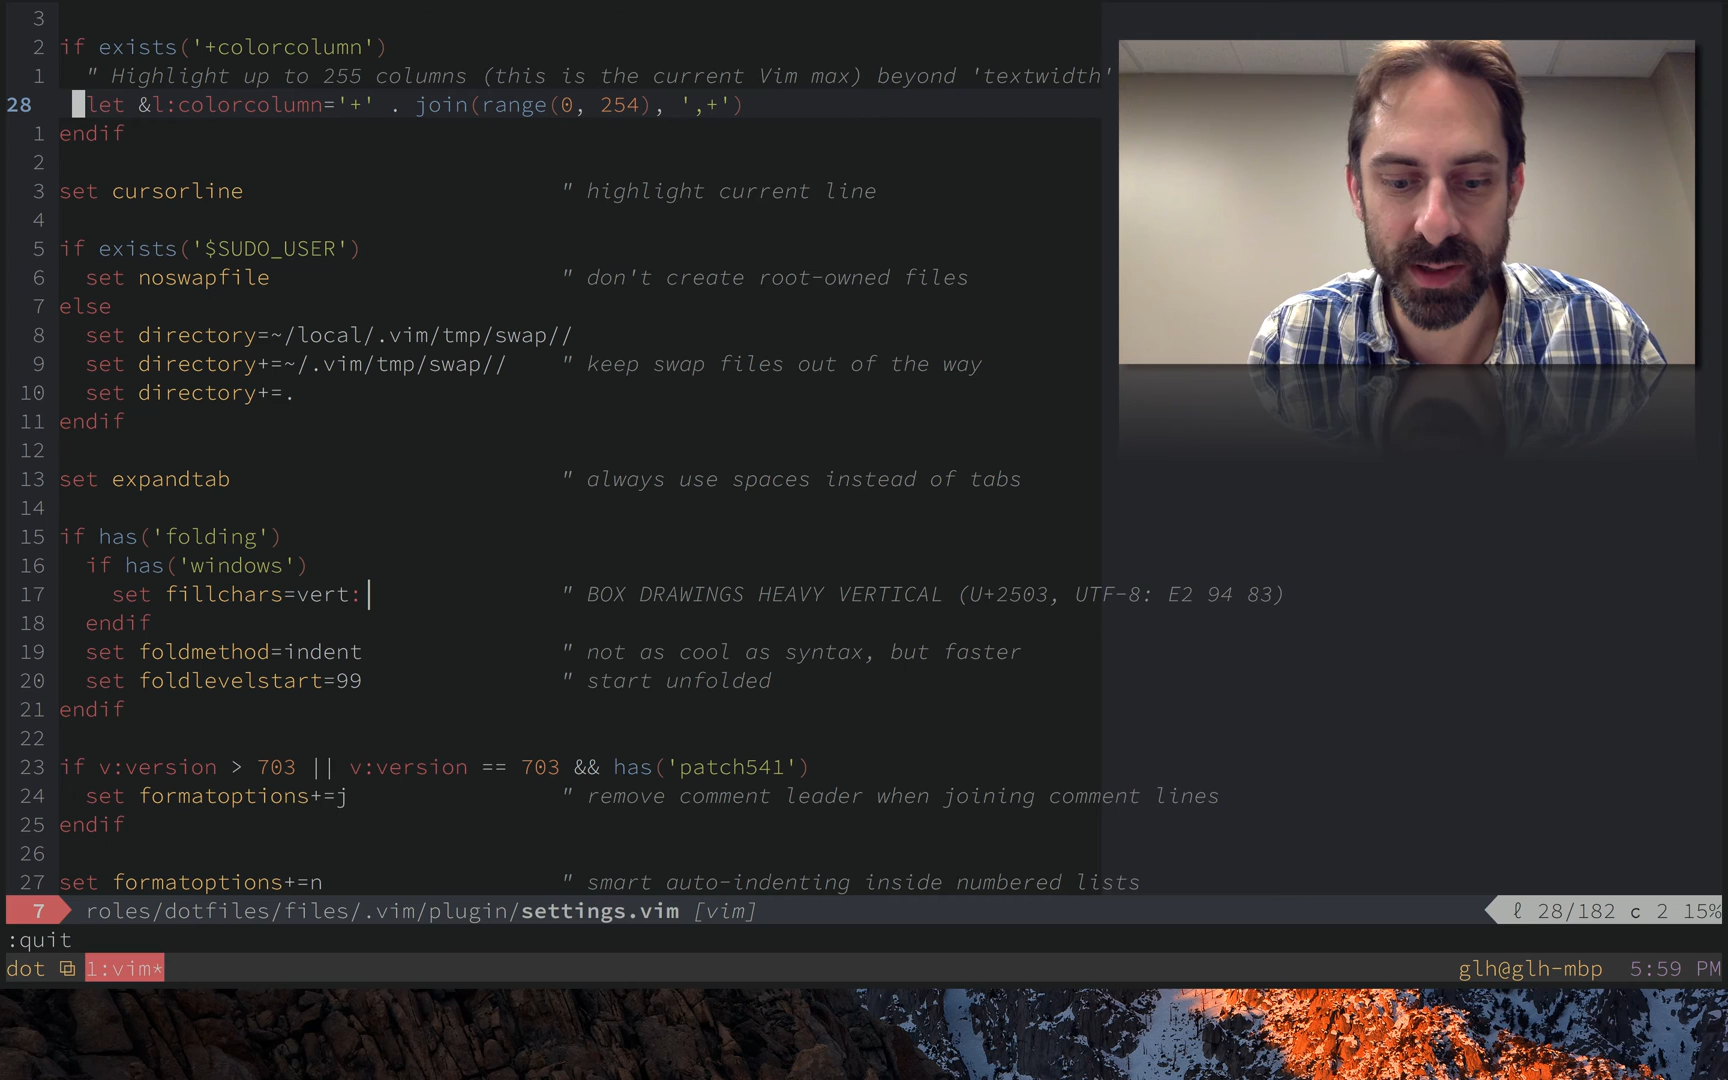 3
2 if exists('+colorcolumn')
1   " Highlight up to 255 columns (this is the current Vim max) beyond 'textwidth'
28   let &l:colorcolumn='+' . join(range(0, 254), ',+')
1 endif
2
3 set cursorline " highlight current line
4
5 if exists('$SUDO_USER')
6   set noswapfile " don't create root-owned files
7 else
8   set directory=~/local/.vim/tmp/swap//
9   set directory+=~/.vim/tmp/swap// " keep swap files out of the way
10   set directory+=.
11 endif
12
13 set expandtab " always use spaces instead of tabs
14
15 if has('folding')
16   if has('windows')
17     set fillchars=vert:┃ " BOX DRAWINGS HEAVY VERTICAL (U+2503, UTF-8: E2 94 83)
18   endif
19   set foldmethod=indent " not as cool as syntax, but faster
20   set foldlevelstart=99 " start unfolded
21 endif
22
23 if v:version > 703 || v:version == 703 && has('patch541')
24   set formatoptions+=j " remove comment leader when joining comment lines
25 endif
26
27 set formatoptions+=n " smart auto-indenting inside numbered lists
7 roles/dotfiles/files/.vim/plugin/settings.vim [vim] ℓ 28/182 c 2 15%
:quit
dot 1:vim* glh@glh-mbp 5:59 PM